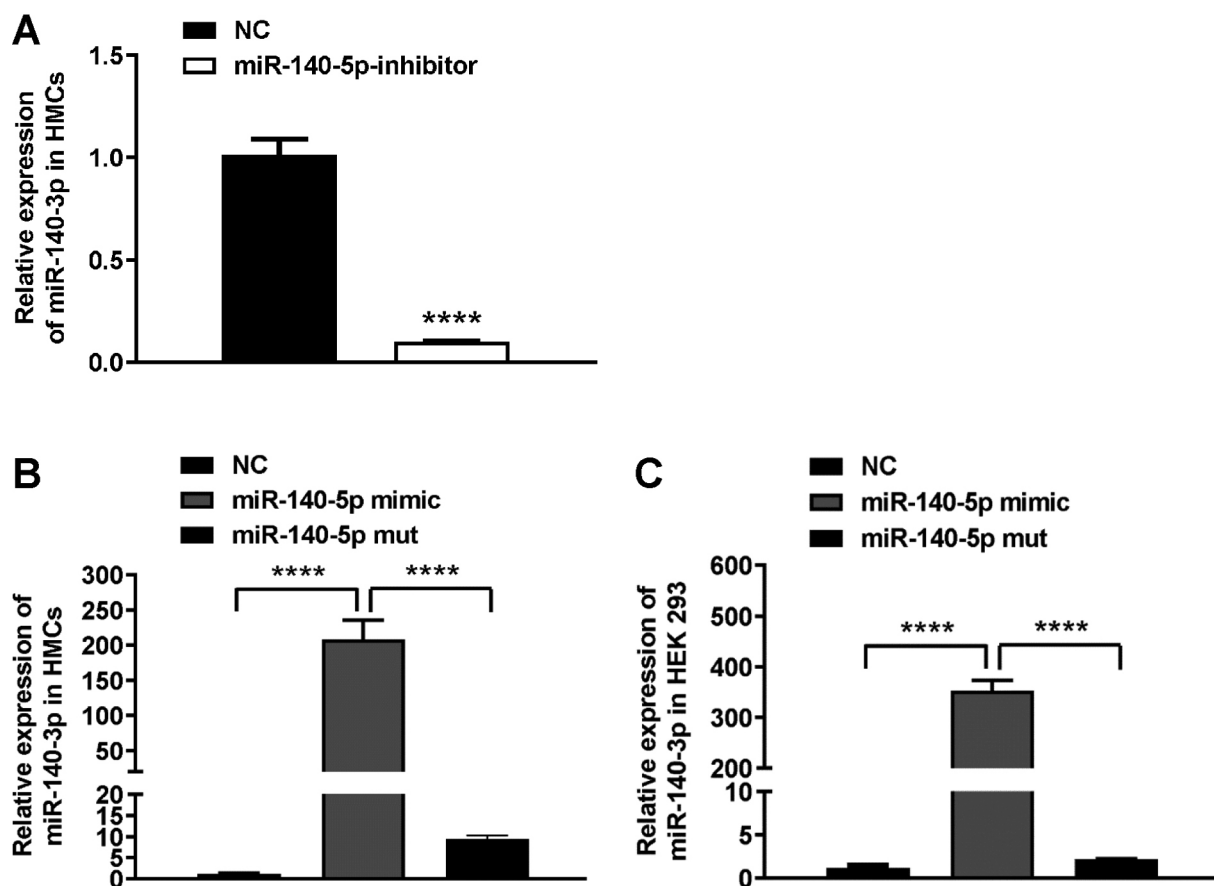 A
NC
miR-140-5p-inhibitor
Relative expression
of miR-140-3p in HMCs
1.5
1.0
0.5
0.0
****
B
NC
miR-140-5p mimic
miR-140-5p mut
Relative expression of
miR-140-3p in HMCs
300
250
200
150
100
50
20
15
10
5
0
****
****
C
NC
miR-140-5p mimic
miR-140-5p mut
Relative expression of
miR-140-3p in HEK 293
600
500
400
300
200
10
5
0
****
****